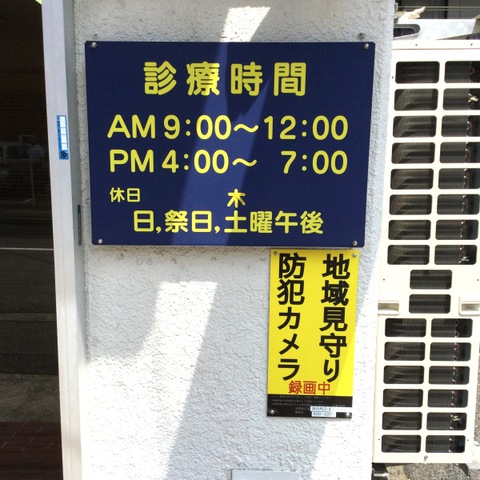 診療時間
AM 9:00〜12:00
PM 4:00〜 7:00
休日 木
日,祭日,土曜午後
地域見守り
防犯カメラ
録画中